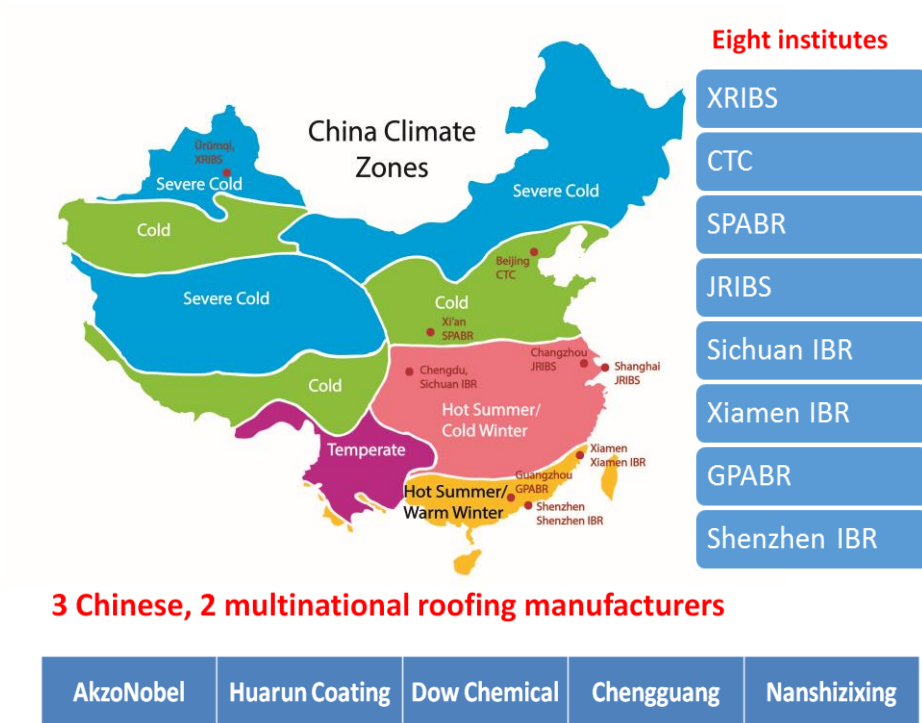 Eight institutes
XRIBS
CTC
SPABR
JRIBS
Sichuan IBR
Xiamen IBR
GPABR
Shenzhen IBR
China Climate
Zones
Ürümqi,
XRIBS
Severe Cold
Severe Cold
Cold
Beijing
CTC
Severe Cold
Cold
Xi'an
SPABR
Changzhou
JRIBS
Shanghai
JRIBS
Chengdu,
Sichuan IBR
Cold
Hot Summer/
Cold Winter
Temperate
Xiamen
Xiamen IBR
Guangzhou
GPABR
Hot Summer/
Warm Winter
Shenzhen
Shenzhen IBR
3 Chinese, 2 multinational roofing manufacturers
AkzoNobel
Huarun Coating
Dow Chemical
Chengguang
Nanshizixing